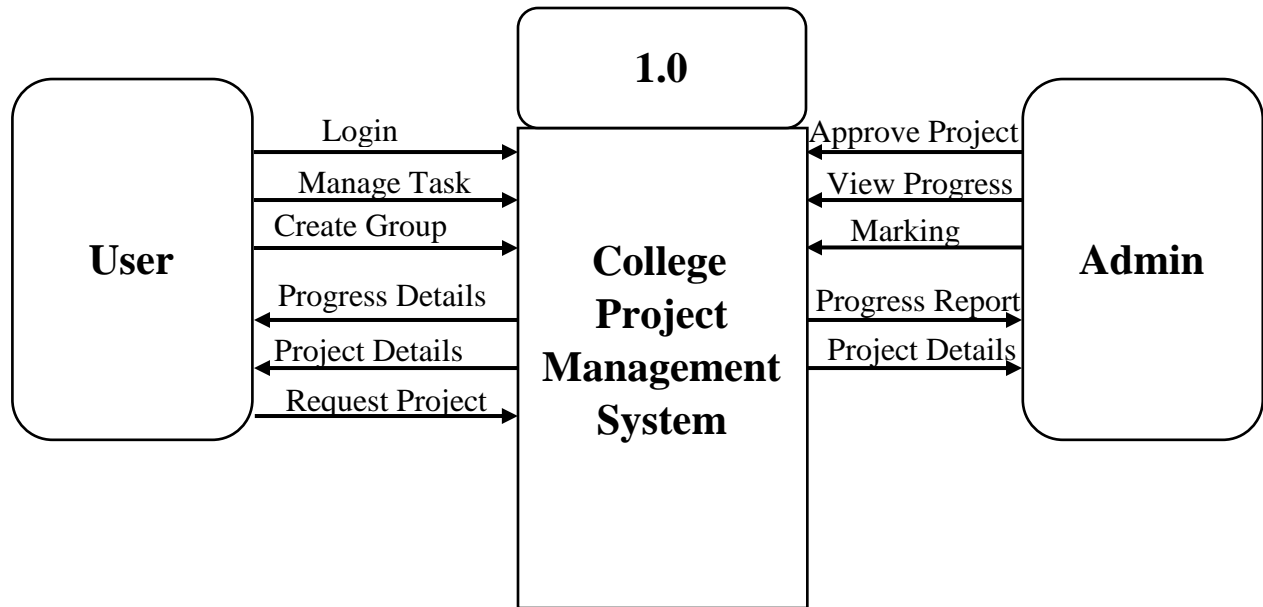 1.0
User
Login
Manage Task
Create Group
Progress Details
Project Details
Request Project
College
Project
Management
System
Approve Project
View Progress
Marking
Progress Report
Project Details
Admin